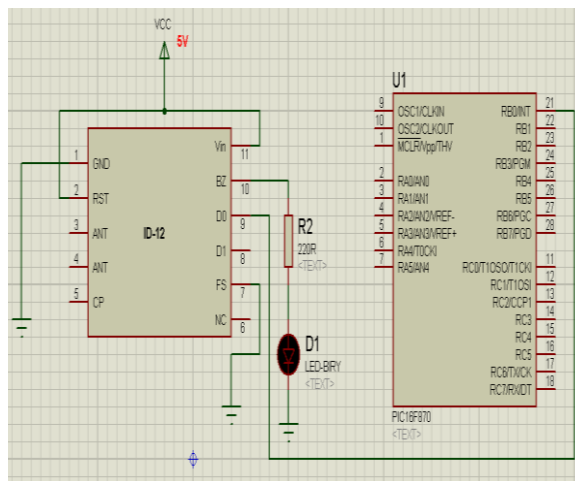 VCC
5V
U1
ID-12
1 GND
2 RST
3 ANT
4 ANT
5 CP
Vin 11
BZ 10
D0 9
D1 8
FS 7
NC 6
R2
220R
<TEXT>
D1
LED-BIRY
<TEXT>
9 OSC1/CLKIN
10 OSC2/CLKOUT
1 MCLR/Vpp/THV
2 RA0/AN0
3 RA1/AN1
4 RA2/AN2/VREF-
5 RA3/AN3/VREF+
6 RA4/T0CKI
7 RA5/AN4
RB0/INT 21
RB1 22
RB2 23
RB3/PGM 24
RB4 25
RB5 26
RB6/PGC 27
RB7/PGD 28
RC0/T1OSO/T1CKI 11
RC1/T1OSI 12
RC2/CCP1 13
RC3 14
RC4 15
RC5 16
RC6/TX/CK 17
RC7/RX/DT 18
PIC16F870
<TEXT>